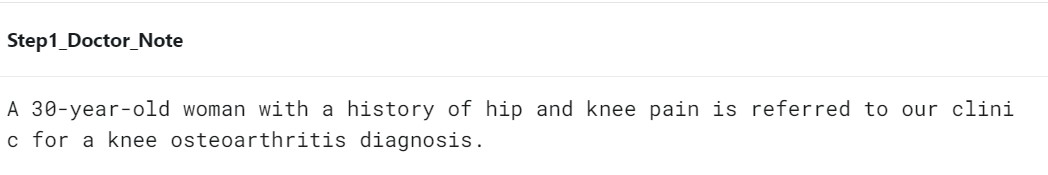 Step1_Doctor_Note
A 30-year-old woman with a history of hip and knee pain is referred to our clini
c for a knee osteoarthritis diagnosis.